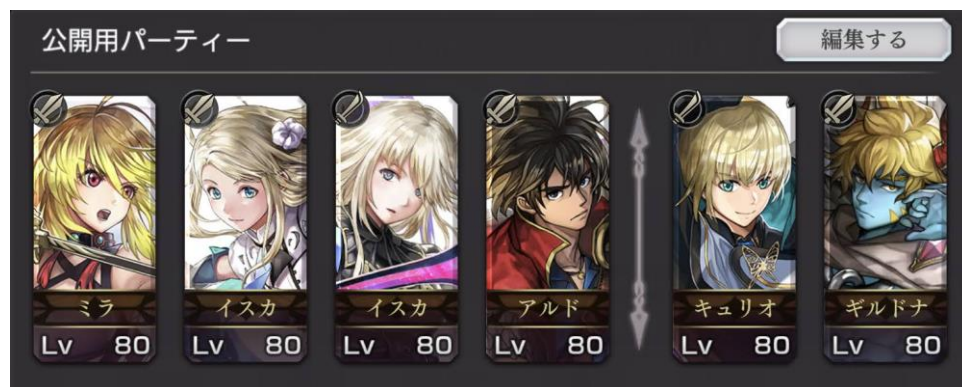 公開用パーティー
編集する
ミラ
イスカ
イスカ
アルド
キュリオ
ギルドナ
Lv 80
Lv 80
Lv 80
Lv 80
Lv 80
Lv 80